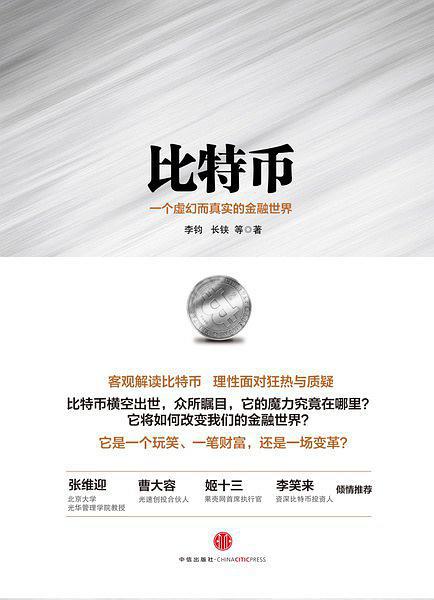 比特币
一个虚幻而真实的金融世界
李钧 长铗 等◎著
客观解读比特币 理性面对狂热与质疑
比特币横空出世，众所瞩目，它的魔力究竟在哪里？
它将如何改变我们的金融世界？
它是一个玩笑、一笔财富，还是一场变革？
张维迎 曹大容 姬十三 李笑来 倾情推荐
北京大学 光速创投合伙人 果壳网首席执行官 资深比特币投资人
光华管理学院教授
中信出版社·CHINACITICPRESS